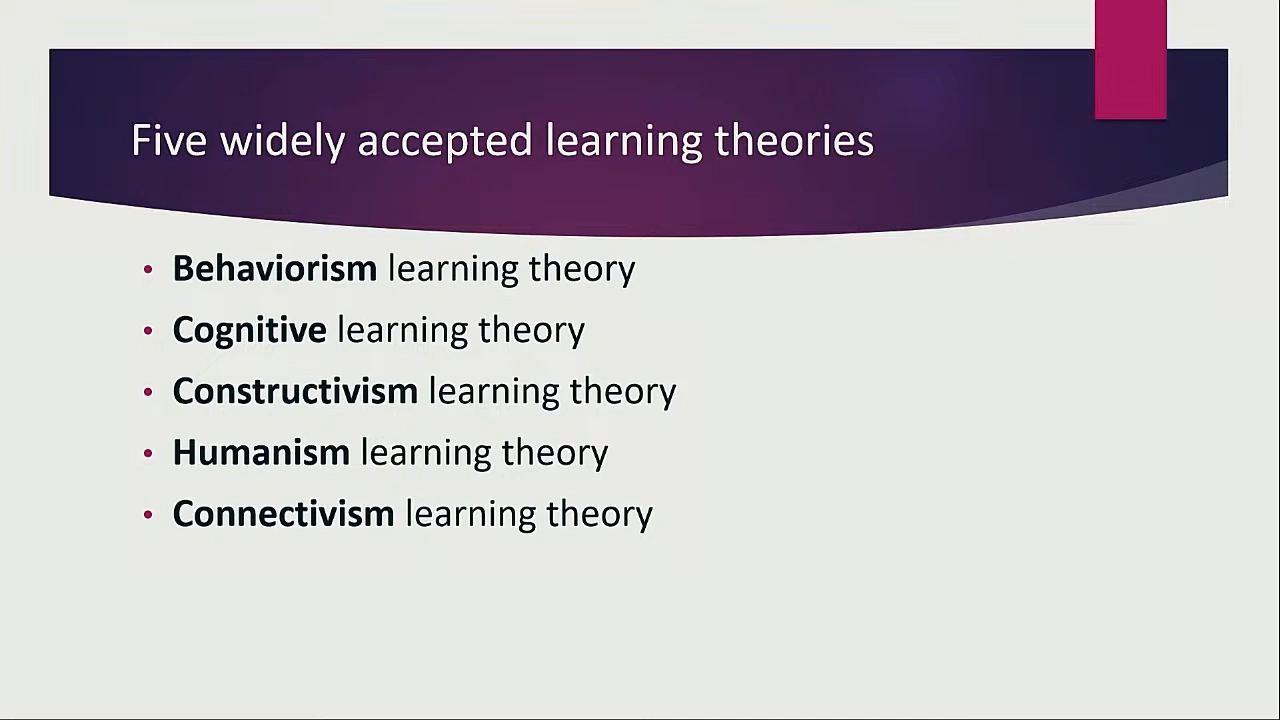 Five widely accepted learning theories
• Behaviorism learning theory
• Cognitive learning theory
• Constructivism learning theory
• Humanism learning theory
• Connectivism learning theory